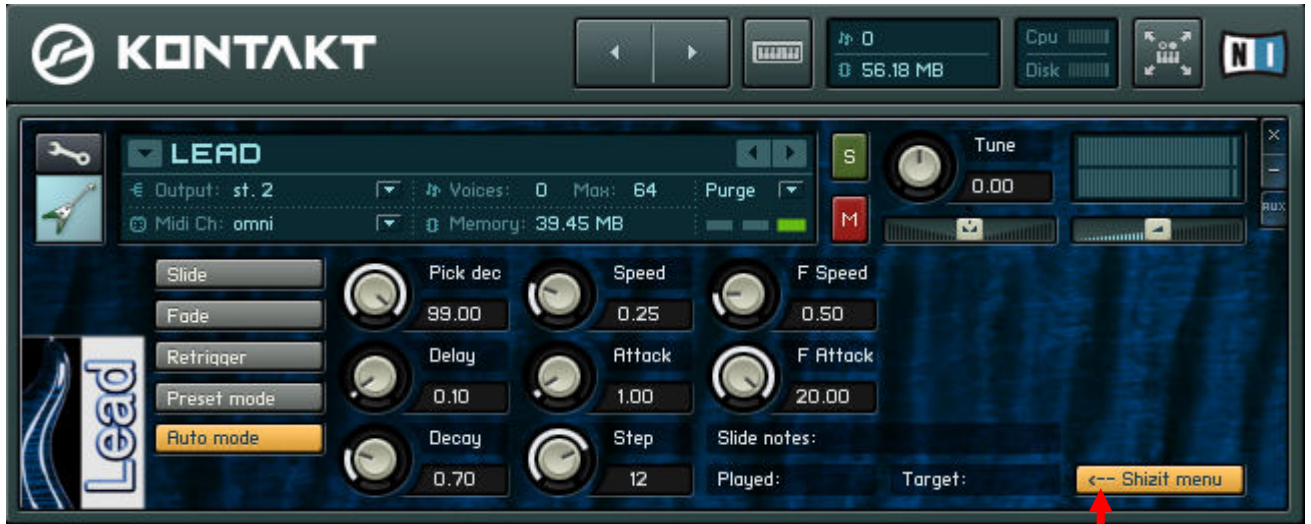 KONTAKT
0
56.18 MB
Cpu
Disk
NI
LEAD
S
Tune
×
Output: st. 2
Voices: 0 Max: 64
Purge
0.00
–
Midi Ch: omni
Memory: 39.45 MB
M
AUX
Slide
Pick dec
Speed
F Speed
Fade
99.00
0.25
0.50
Retrigger
Delay
Attack
F Attack
Preset mode
0.10
1.00
20.00
Auto mode
Decay
Step
Slide notes:
0.70
12
Played:
Target:
<-- Shizit menu
Lead